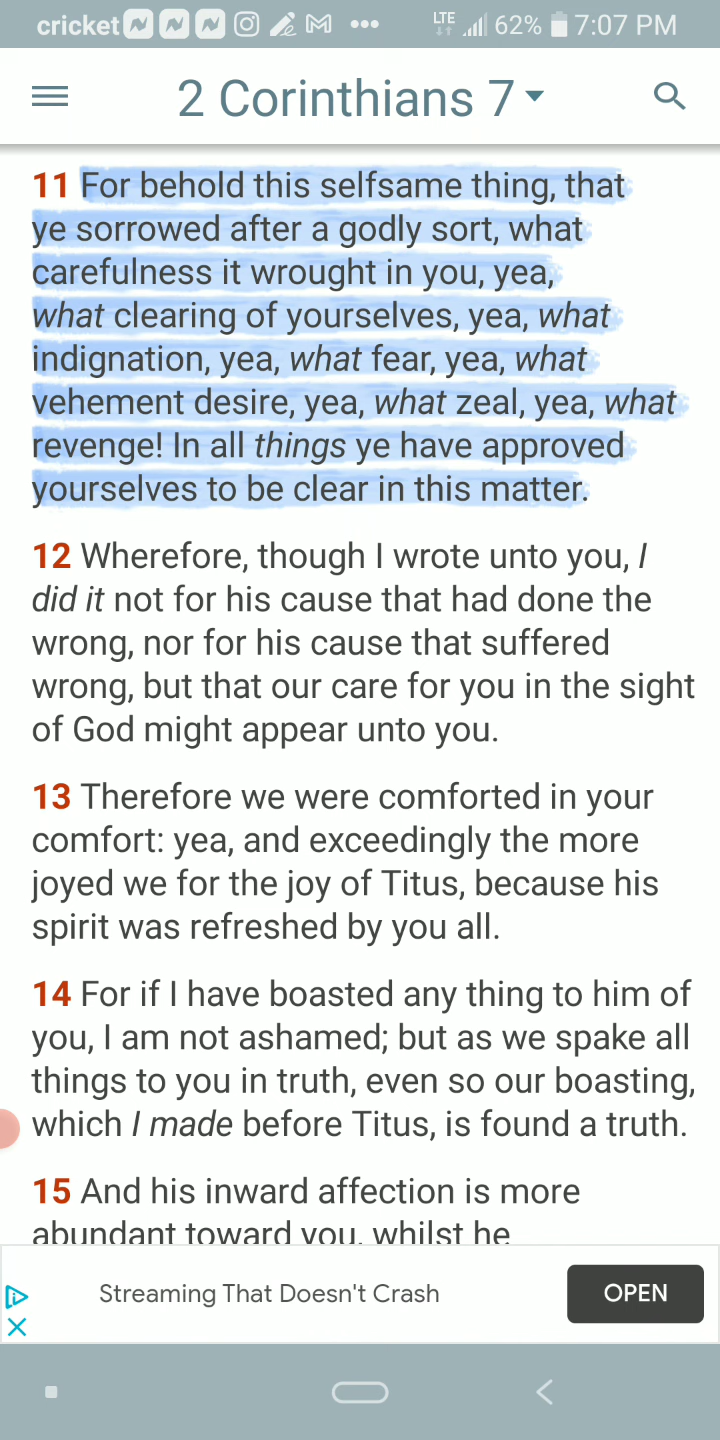 cricket LTE 62% 7:07 PM
2 Corinthians 7
11 For behold this selfsame thing, that
ye sorrowed after a godly sort, what
carefulness it wrought in you, yea,
what clearing of yourselves, yea, what
indignation, yea, what fear, yea, what
vehement desire, yea, what zeal, yea, what
revenge! In all things ye have approved
yourselves to be clear in this matter.
12 Wherefore, though I wrote unto you, I
did it not for his cause that had done the
wrong, nor for his cause that suffered
wrong, but that our care for you in the sight
of God might appear unto you.
13 Therefore we were comforted in your
comfort: yea, and exceedingly the more
joyed we for the joy of Titus, because his
spirit was refreshed by you all.
14 For if I have boasted any thing to him of
you, I am not ashamed; but as we spake all
things to you in truth, even so our boasting,
which I made before Titus, is found a truth.
15 And his inward affection is more
abundant toward you, whilst he
Streaming That Doesn't Crash
OPEN